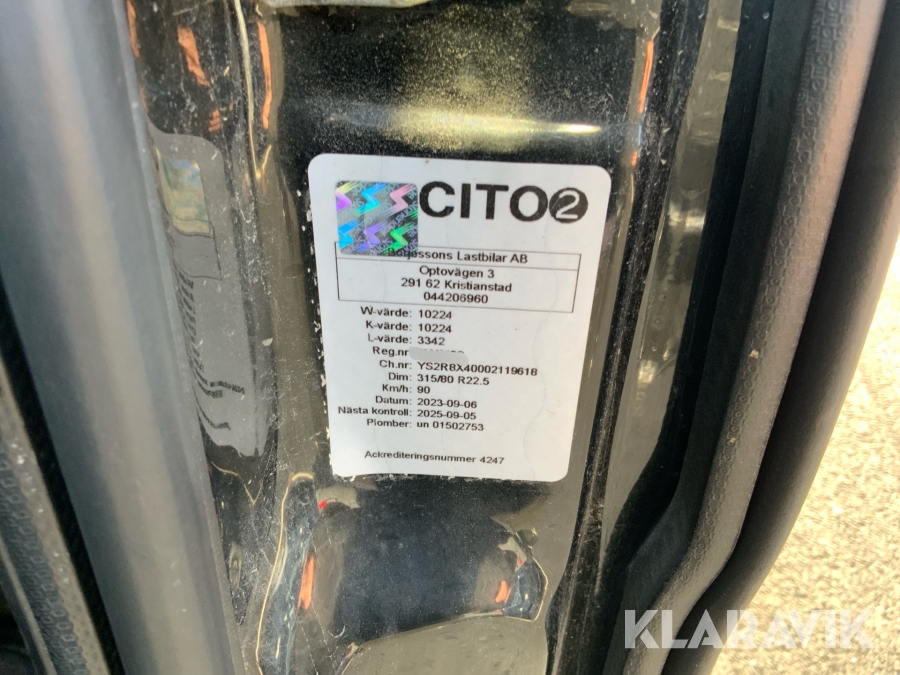 CITO2
Lastbilar AB
Optovägen 3
291 62 Kristianstad
044206960
W-värde: 10224
K-värde: 10224
L-värde: 3342
Reg.nr
Ch.nr: YS2R8X40002119618
Dim: 315/80 R22.5
Km/h: 90
Datum: 2023-09-06
Nästa kontroll: 2025-09-05
Plomber: un 01502753
Ackrediteringsnummer 4247
KLARAVIK